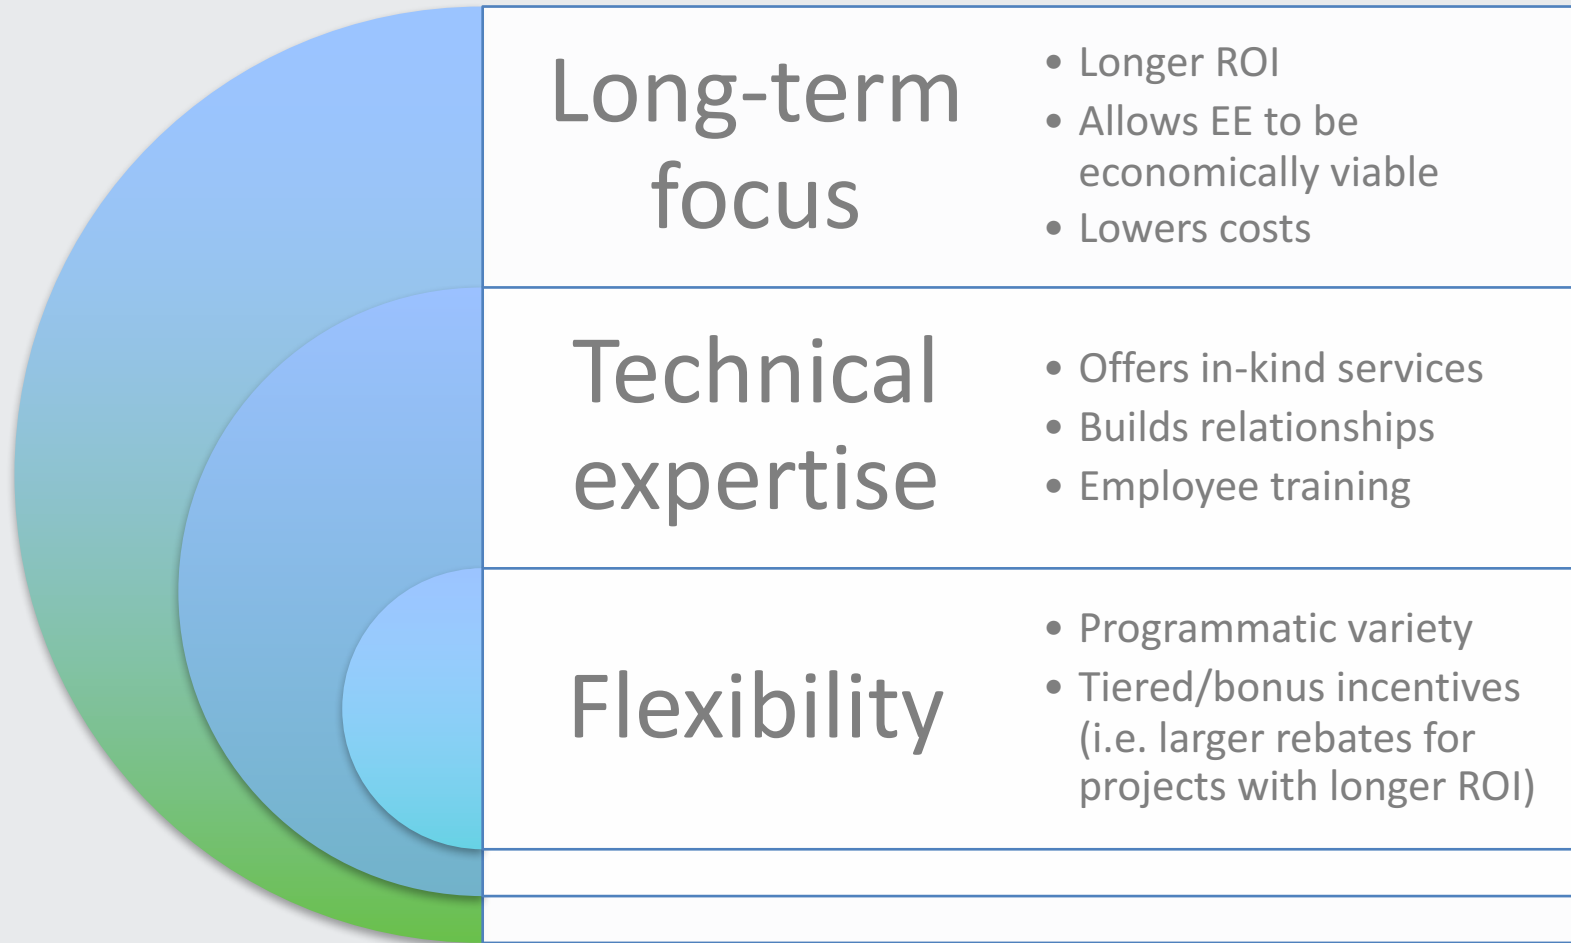 Long-term
focus
• Longer ROI
• Allows EE to be
economically viable
• Lowers costs
Technical
expertise
• Offers in-kind services
• Builds relationships
• Employee training
Flexibility
• Programmatic variety
• Tiered/bonus incentives
(i.e. larger rebates for
projects with longer ROI)